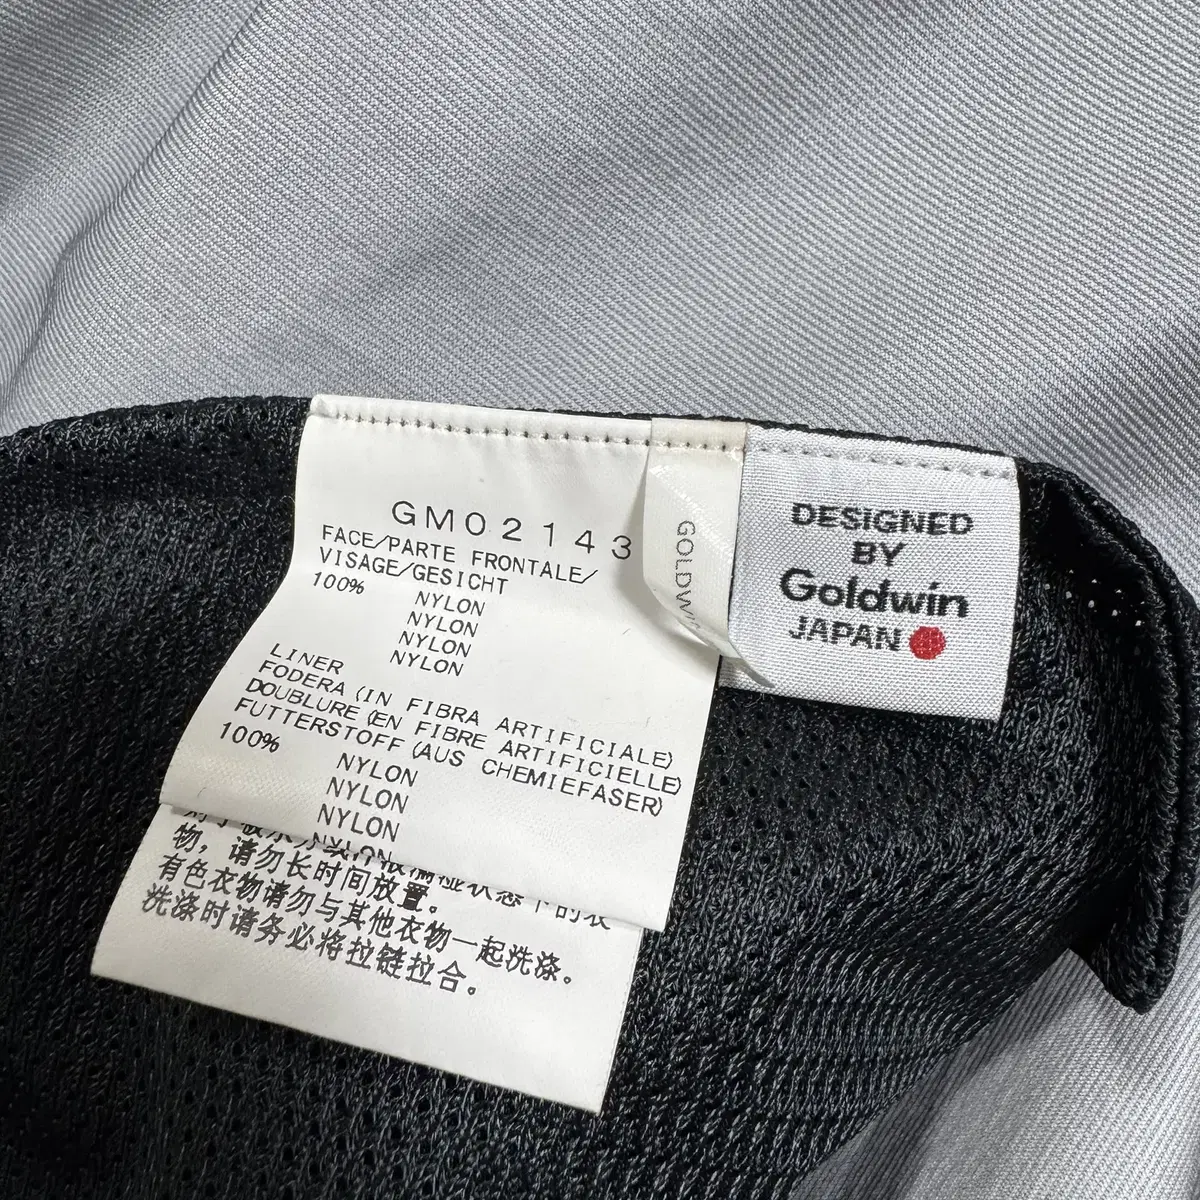 GM02143
FACE/PARTE FRONTALE/
VISAGE/GESICHT
100%
NYLON
NYLON
NYLON
NYLON
LINER
FODERA (IN FIBRA ARTIFICIALE)
DOUBLURE (EN FIBRE ARTIFICIELLE)
FUTTERSTOFF (AUS CHEMIEFASER)
100%
NYLON
NYLON
NYLON
NYLON
物，请勿长时间放置。
有色衣物请勿与其他衣物一起洗涤。
洗涤时请务必将拉链拉合。
GOLDWI
DESIGNED
BY
Goldwin
JAPAN